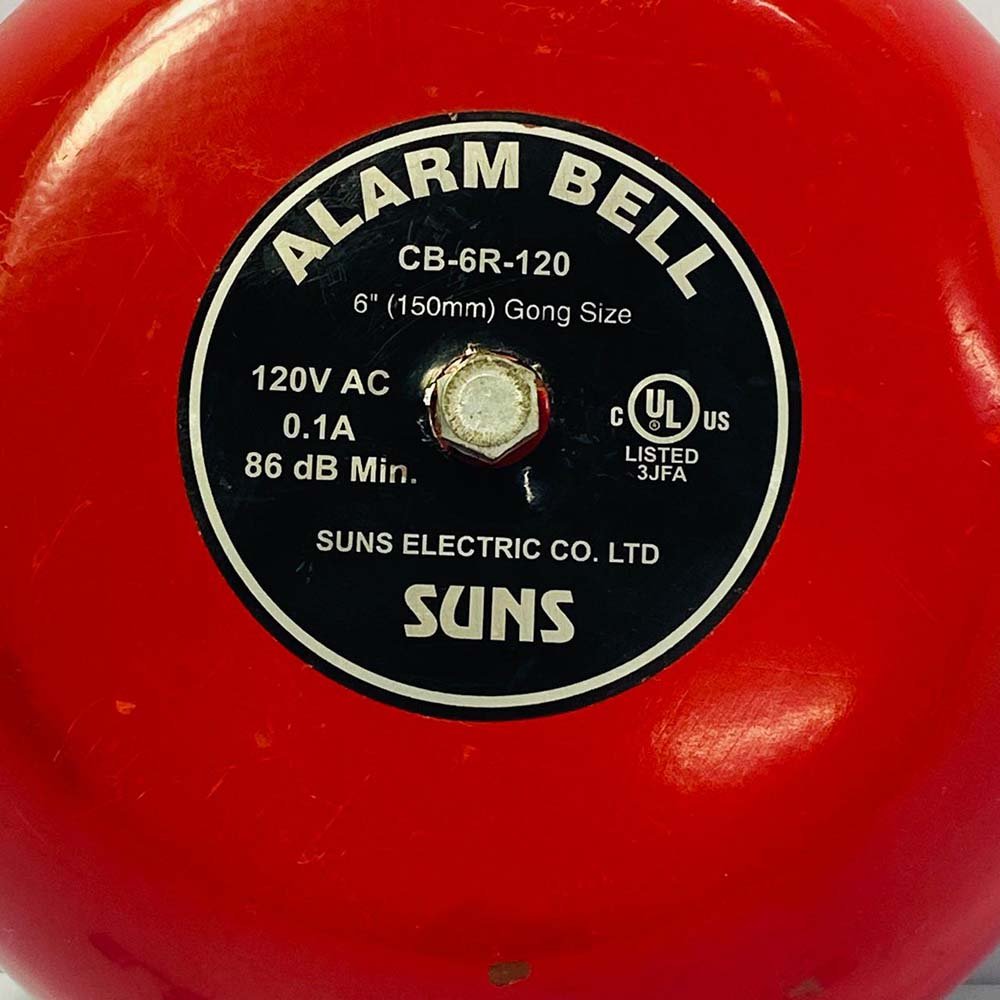 ALARM BELL
CB-6R-120
6" (150mm) Gong Size
120V AC
0.1A
86 dB Min.
C UL US
LISTED
3JFA
SUNS ELECTRIC CO. LTD
SUNS